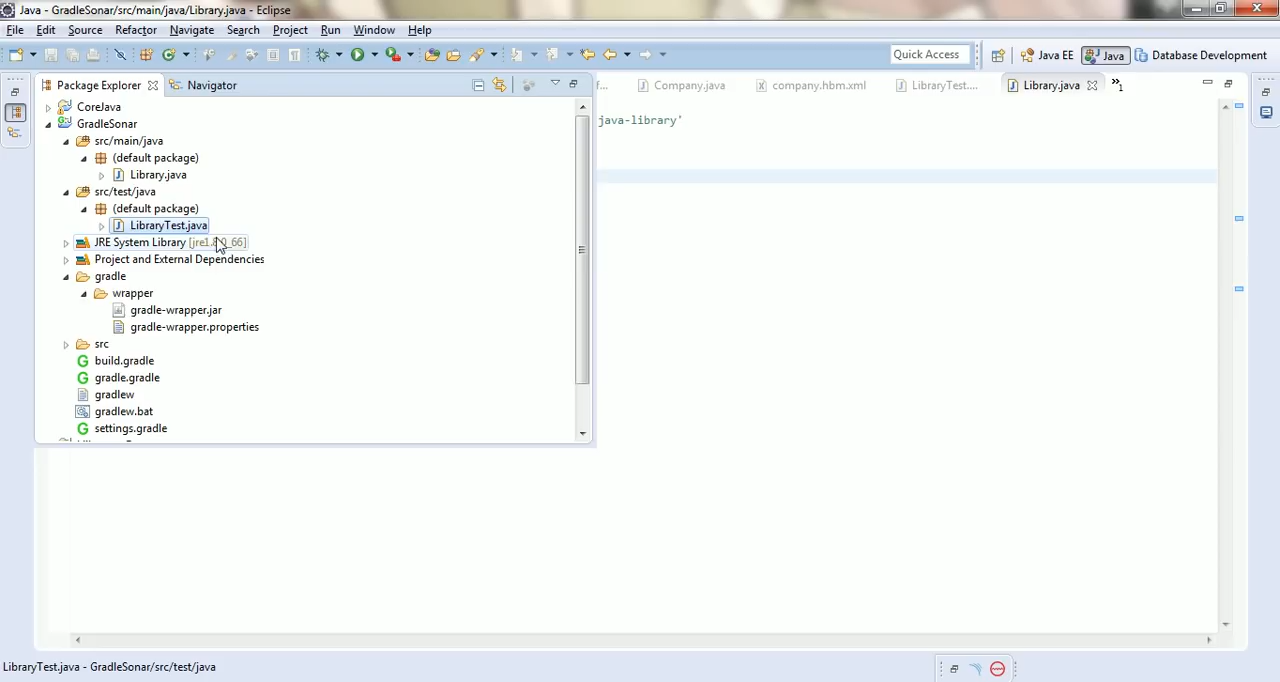 Java - GradleSonar/src/main/java/Library.java - Eclipse
File Edit Source Refactor Navigate Search Project Run Window Help
Quick Access Java EE Java Database Development
Package Explorer Navigator f... Company.java company.hbm.xml LibraryTest.... Library.java »1
CoreJava
GradleSonar
java-library'
src/main/java
(default package)
Library.java
src/test/java
(default package)
LibraryTest.java
JRE System Library [jre1.8.0_66]
Project and External Dependencies
gradle
wrapper
gradle-wrapper.jar
gradle-wrapper.properties
src
build.gradle
gradle.gradle
gradlew
gradlew.bat
settings.gradle
LibraryTest.java - GradleSonar/src/test/java